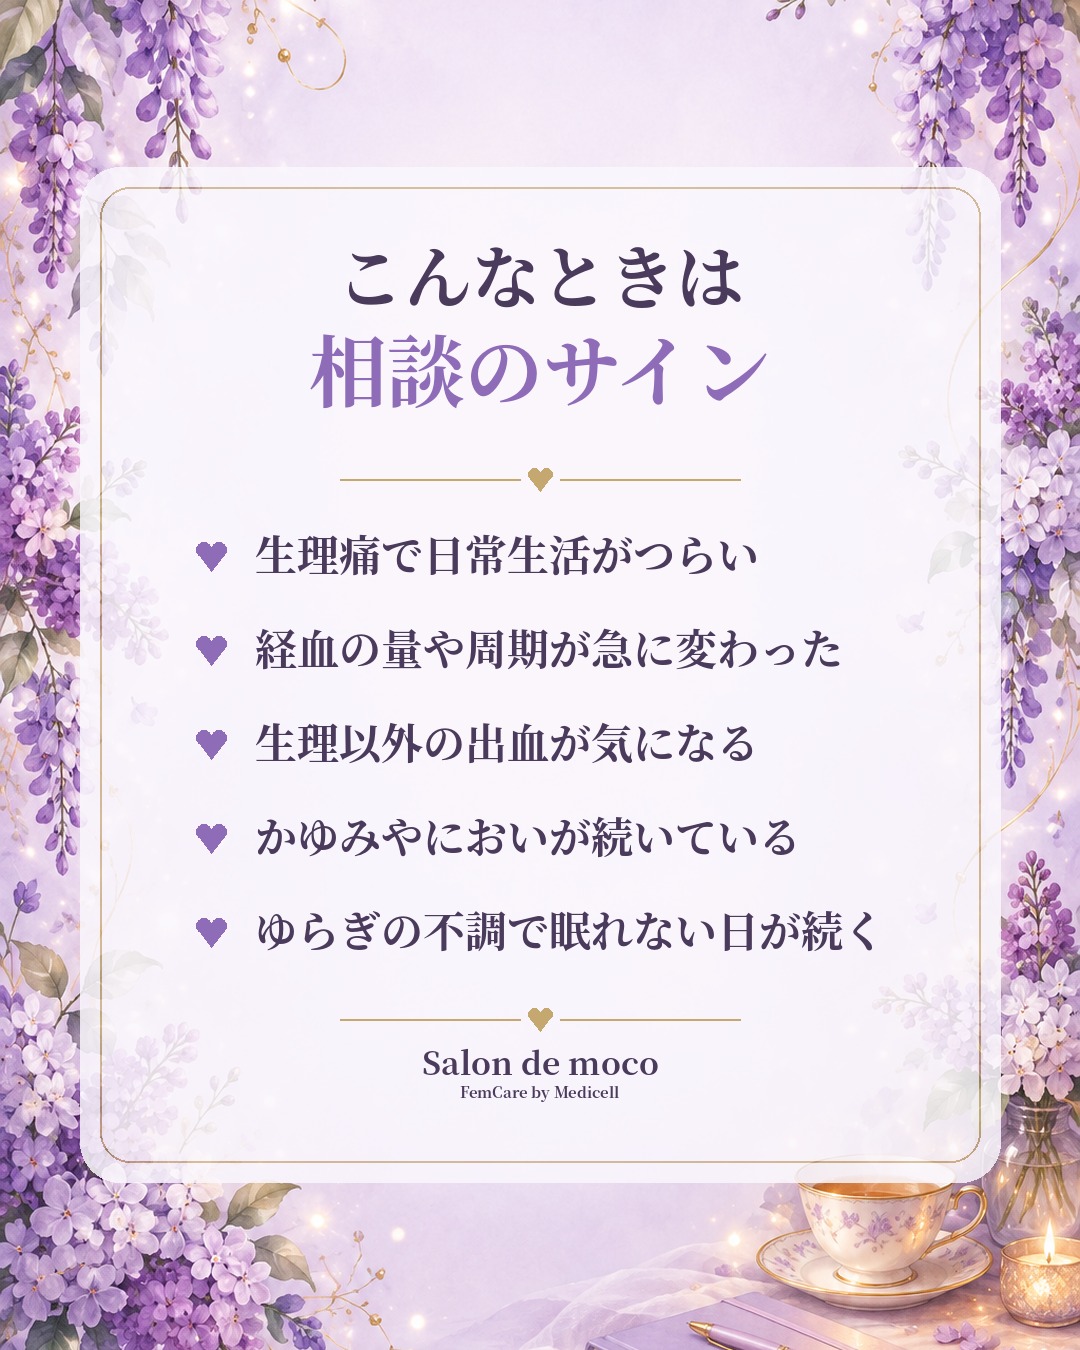 こんなときは
相談のサイン
生理痛で日常生活がつらい
経血の量や周期が急に変わった
生理以外の出血が気になる
かゆみやにおいが続いている
ゆらぎの不調で眠れない日が続く
Salon de moco
FemCare by Medicell